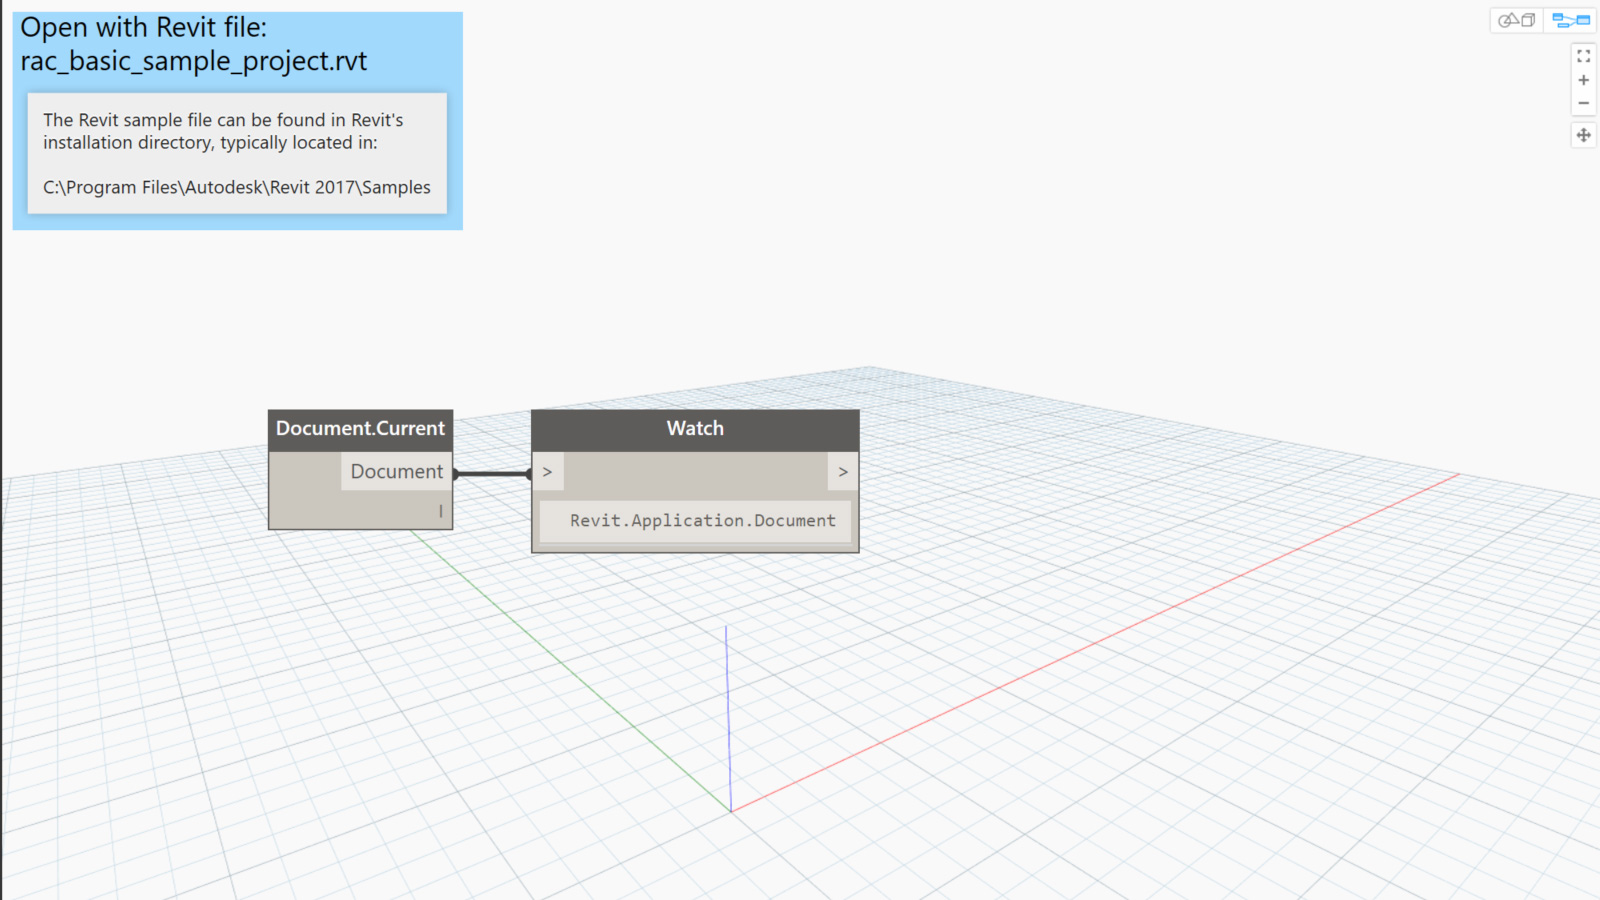 Open with Revit file:
rac_basic_sample_project.rvt
The Revit sample file can be found in Revit's
installation directory, typically located in:
C:\Program Files\Autodesk\Revit 2017\Samples
Document.Current
Document
l
Watch
> >
Revit.Application.Document